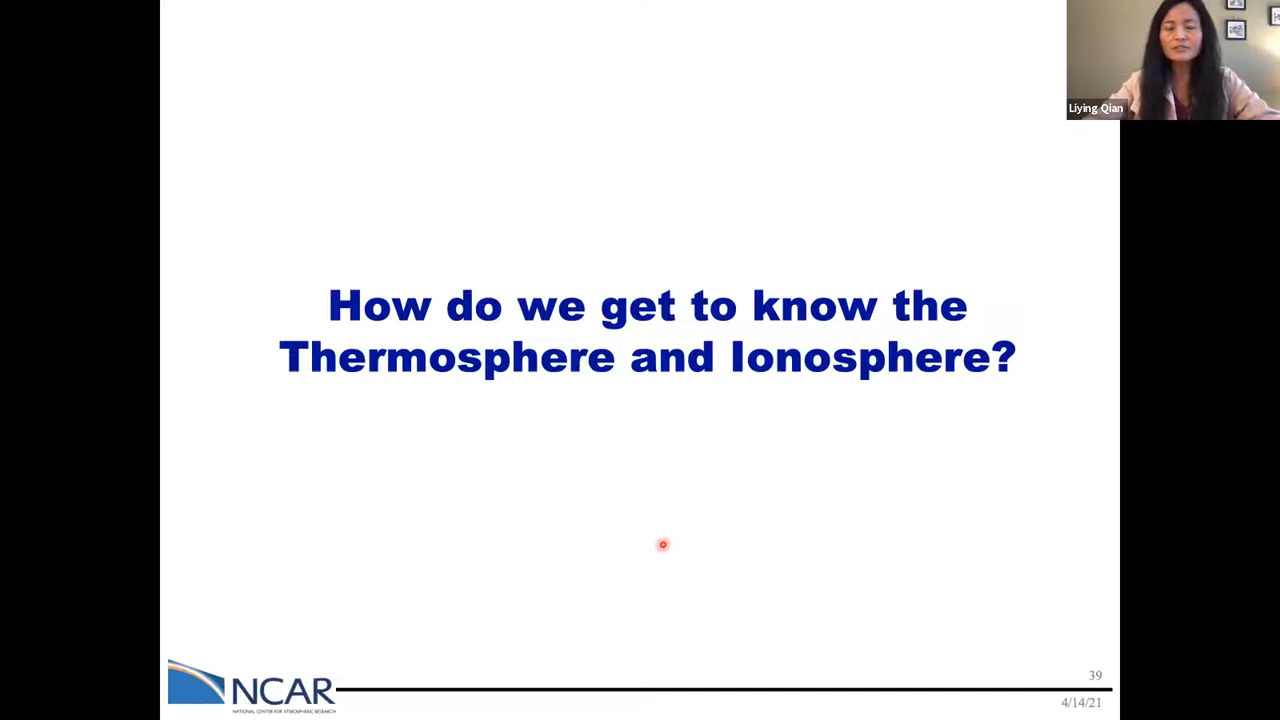 Liying Qian
How do we get to know the
Thermosphere and Ionosphere?
NCAR
NATIONAL CENTER FOR ATMOSPHERIC RESEARCH
39
4/14/21